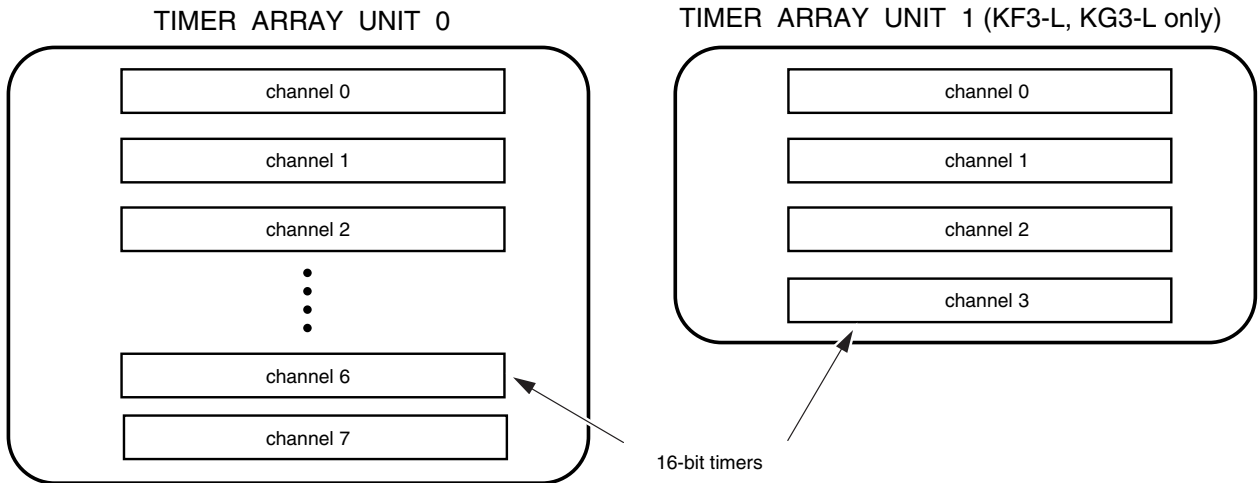 TIMER ARRAY UNIT 0
channel 0
channel 1
channel 2
channel 6
channel 7
TIMER ARRAY UNIT 1 (KF3-L, KG3-L only)
channel 0
channel 1
channel 2
channel 3
16-bit timers